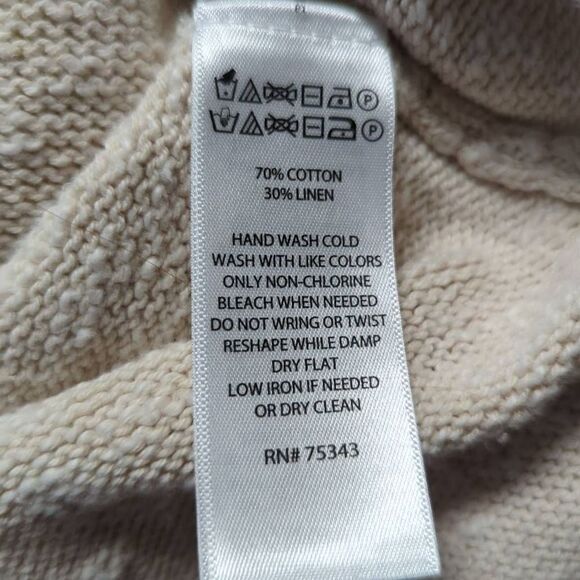 P
P
70% COTTON
30% LINEN
HAND WASH COLD
WASH WITH LIKE COLORS
ONLY NON-CHLORINE
BLEACH WHEN NEEDED
DO NOT WRING OR TWIST
RESHAPE WHILE DAMP
DRY FLAT
LOW IRON IF NEEDED
OR DRY CLEAN
RN# 75343